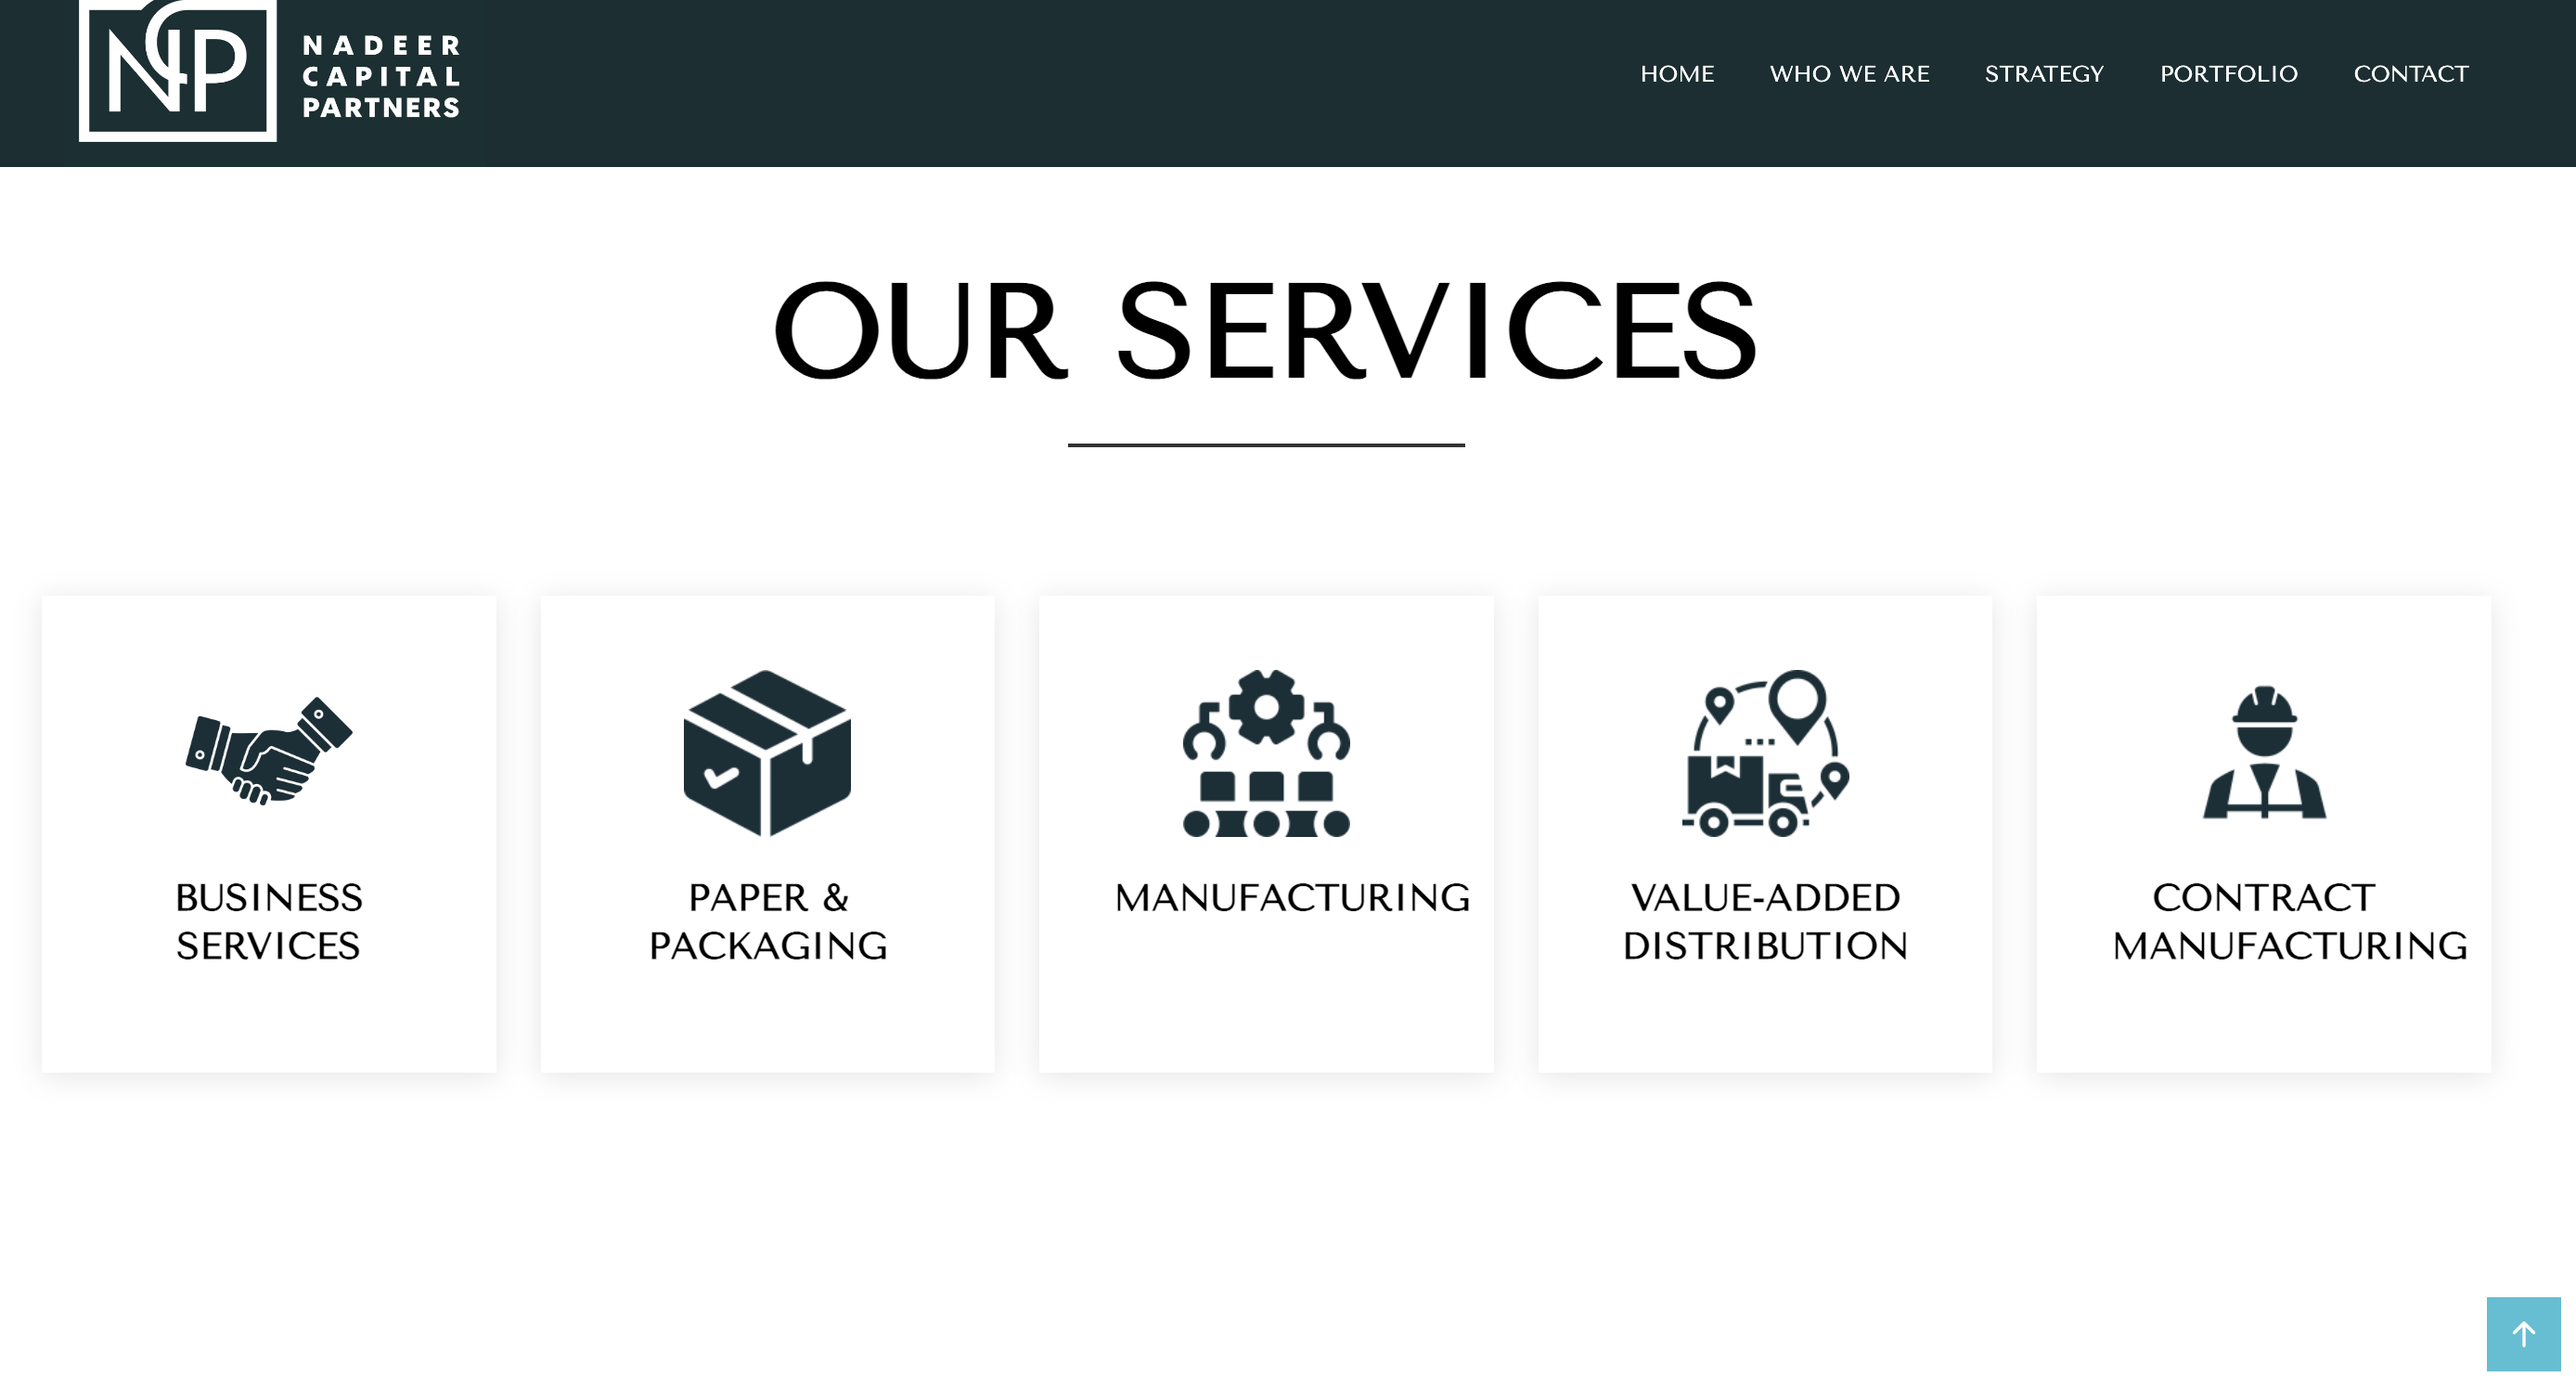 NCP
NADEER
CAPITAL
PARTNERS
HOME WHO WE ARE STRATEGY PORTFOLIO CONTACT
OUR SERVICES
BUSINESS
SERVICES
PAPER &
PACKAGING
MANUFACTURING
VALUE-ADDED
DISTRIBUTION
CONTRACT
MANUFACTURING